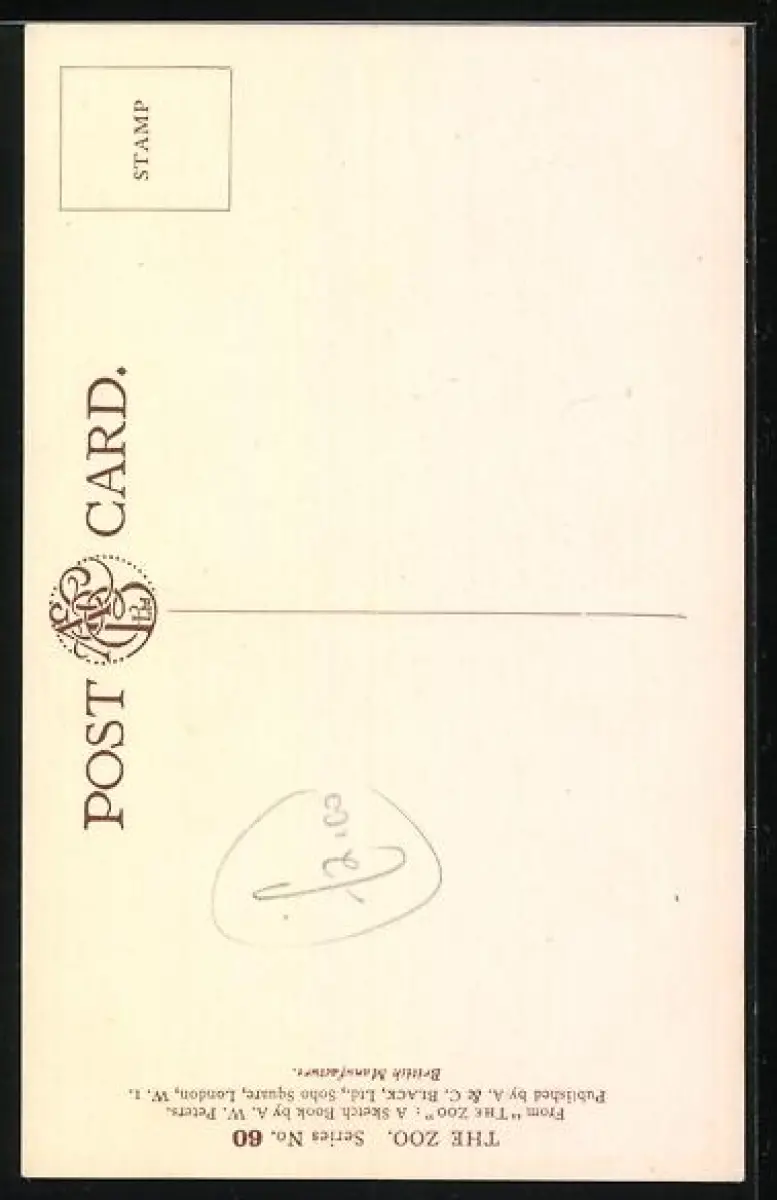 STAMP
POST CARD.
THE ZOO. Series No. 60
From "THE ZOO": A Sketch Book by A. W. Peters.
Published by A. & C. BLACK, Ltd., Soho Square, London, W. 1.
British Manufacture.